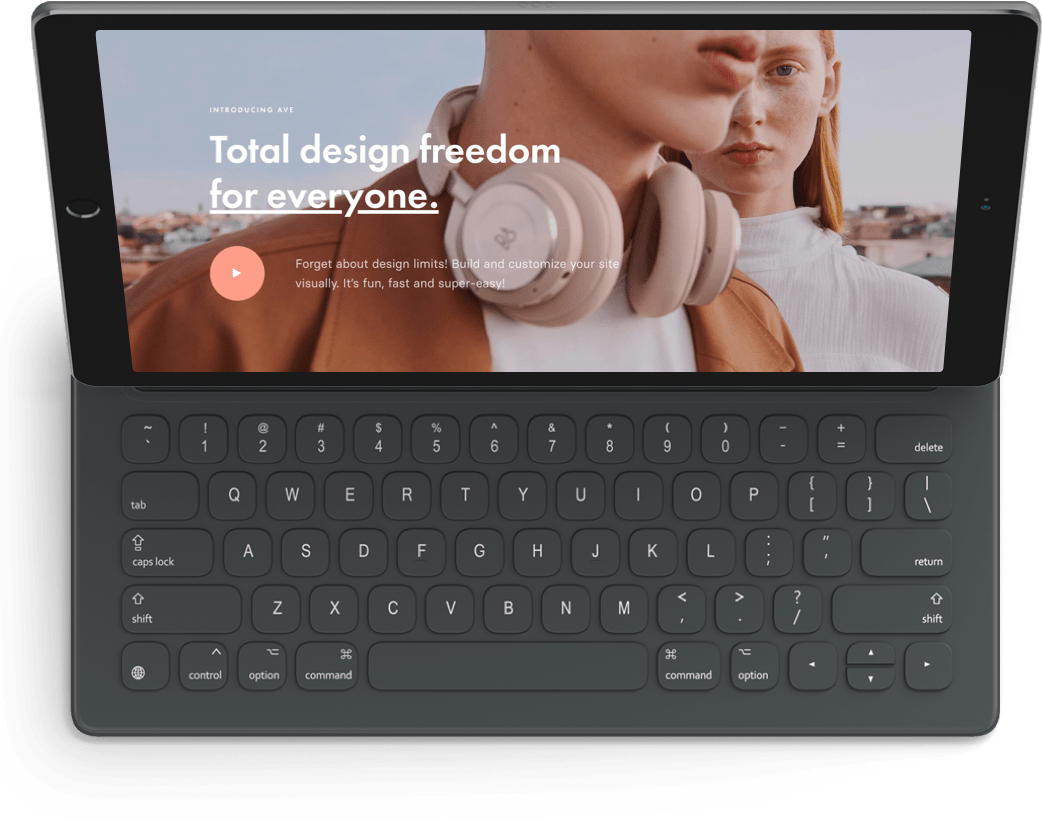 INTRODUCING AVE
Total design freedom
for everyone.
Forget about design limits! Build and customize your site
visually. It's fun, fast and super-easy!
~ ! @ # $ % ^ & * ( ) – +
` 1 2 3 4 5 6 7 8 9 0 - = delete
{ } |
tab Q W E R T Y U I O P [ ] \
: "
caps lock A S D F G H J K L ; ' return
< > ?
shift Z X C V B N M , . / shift
control option command command option